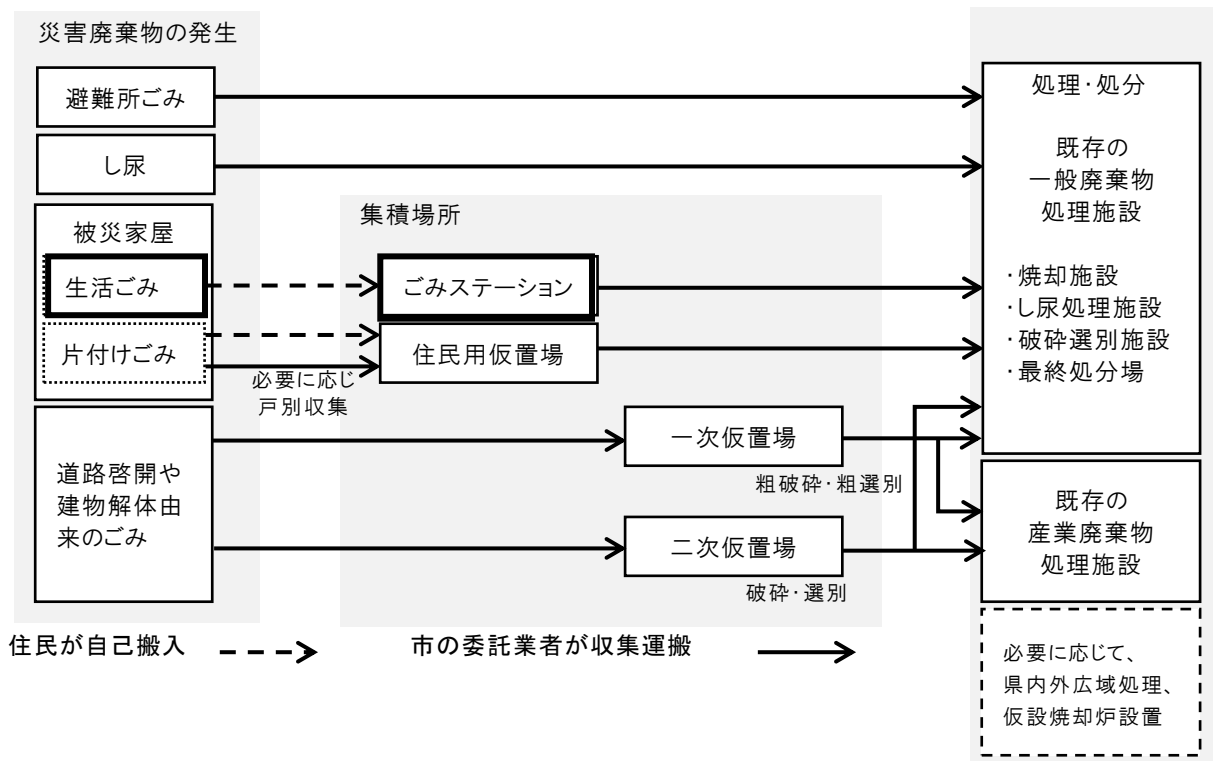 災害廃棄物の発生
避難所ごみ
し尿
被災家屋
生活ごみ
片付けごみ
必要に応じ
戸別収集
道路啓開や
建物解体由
来のごみ
集積場所
ごみステーション
住民用仮置場
一次仮置場
粗破砕・粗選別
二次仮置場
破砕・選別
処理・処分
既存の
一般廃棄物
処理施設
・焼却施設
・し尿処理施設
・破砕選別施設
・最終処分場
既存の
産業廃棄物
処理施設
必要に応じて、
県内外広域処理、
仮設焼却炉設置
住民が自己搬入
市の委託業者が収集運搬